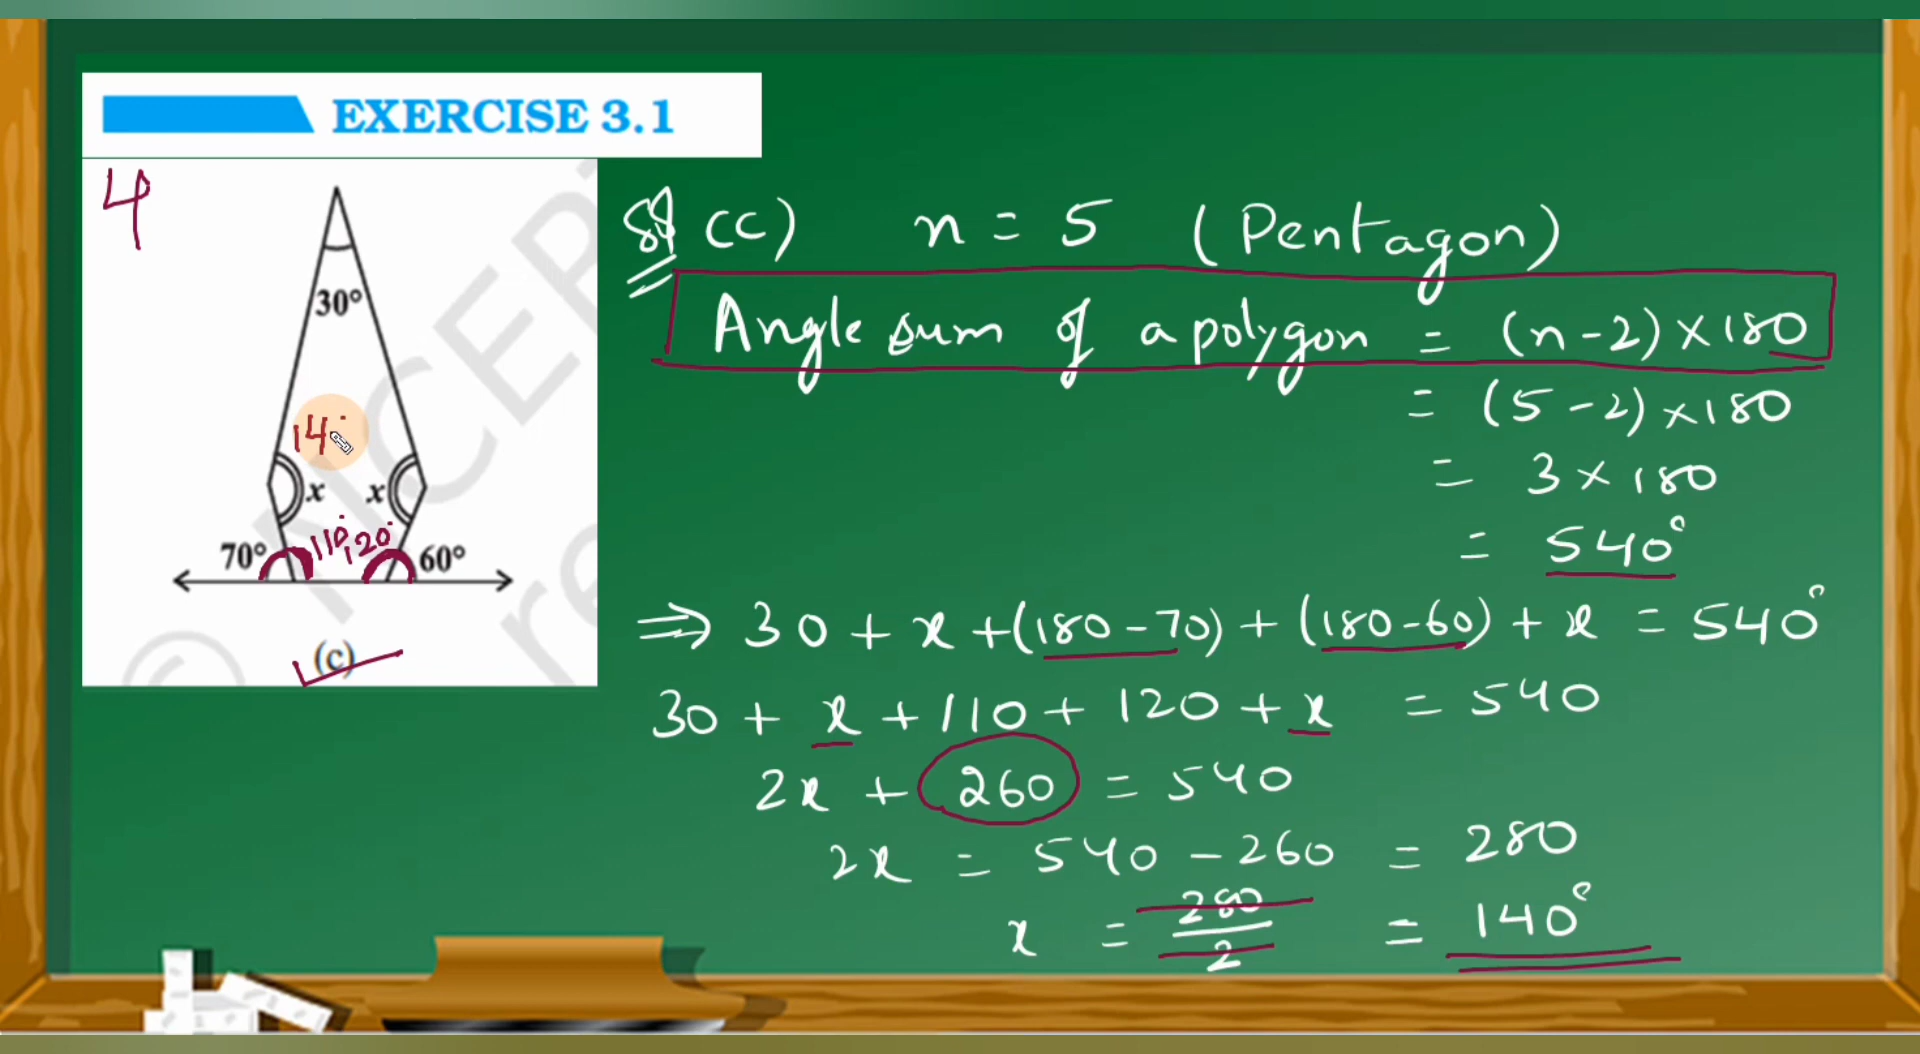 EXERCISE 3.1
4
30°
14°
x x
110° 120°
70° 60°
(c)
(c) n = 5 (Pentagon)
Angle sum of a polygon = (n-2) × 180
= (5-2) × 180
= 3 × 180
= 540°
⇒ 30 + x + (180-70) + (180-60) + x = 540°
30 + x + 110 + 120 + x = 540
2x + 260 = 540
2x = 540 - 260 = 280
x = 280/2 = 140°